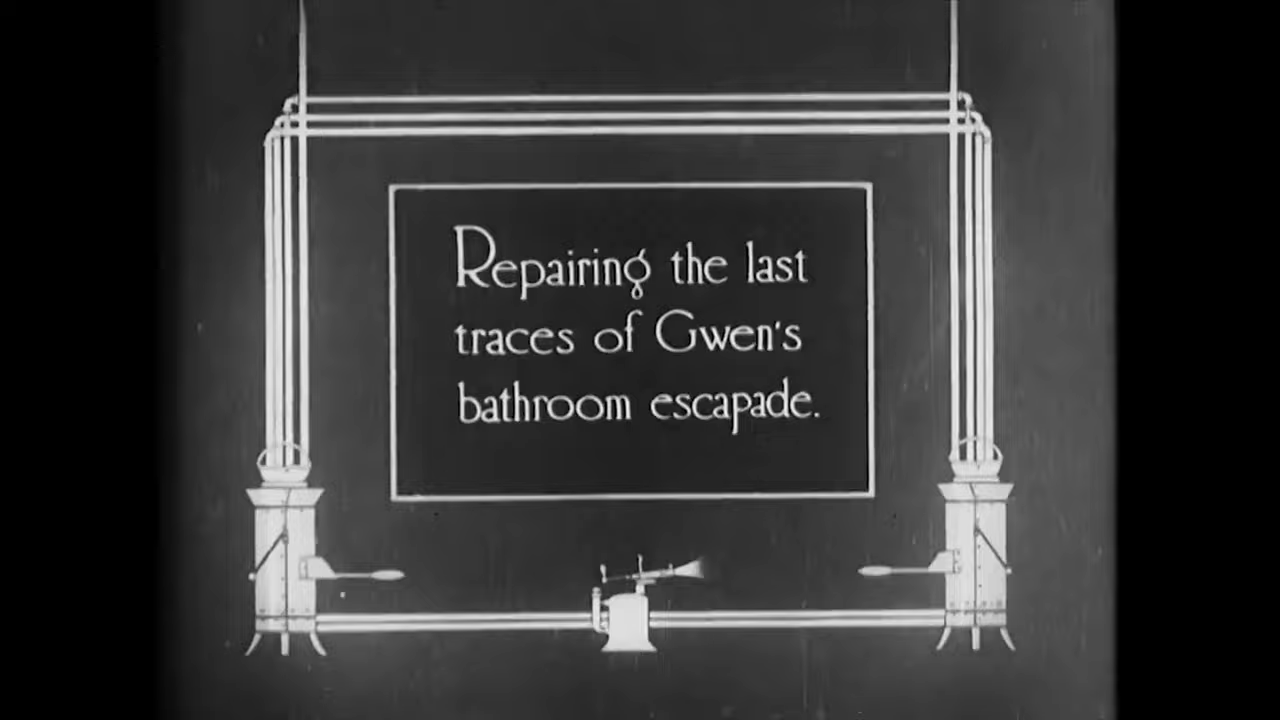 Repairing the last
traces of Gwen's
bathroom escapade.